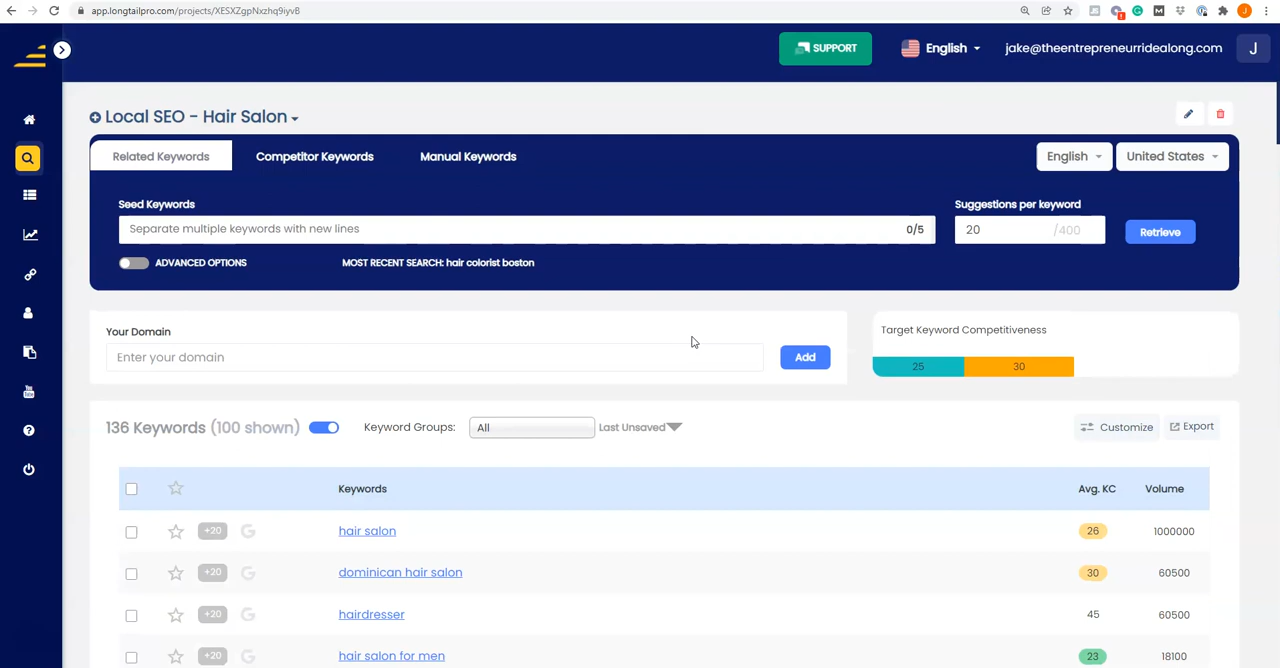 app.longtailpro.com/projects/XESXZgpNxzhq9iyvB
J
SUPPORT
English
jake@theentrepreneurridealong.com
J
Local SEO - Hair Salon
Related Keywords
Competitor Keywords
Manual Keywords
English
United States
Seed Keywords
Suggestions per keyword
Separate multiple keywords with new lines
0/5
20
/400
Retrieve
ADVANCED OPTIONS
MOST RECENT SEARCH: hair colorist boston
Your Domain
Target Keyword Competitiveness
Enter your domain
Add
25
30
136 Keywords (100 shown)
Keyword Groups:
All
Last Unsaved
Customize
Export
Keywords
Avg. KC
Volume
+20
G
hair salon
26
1000000
+20
G
dominican hair salon
30
60500
+20
G
hairdresser
45
60500
+20
G
hair salon for men
23
18100